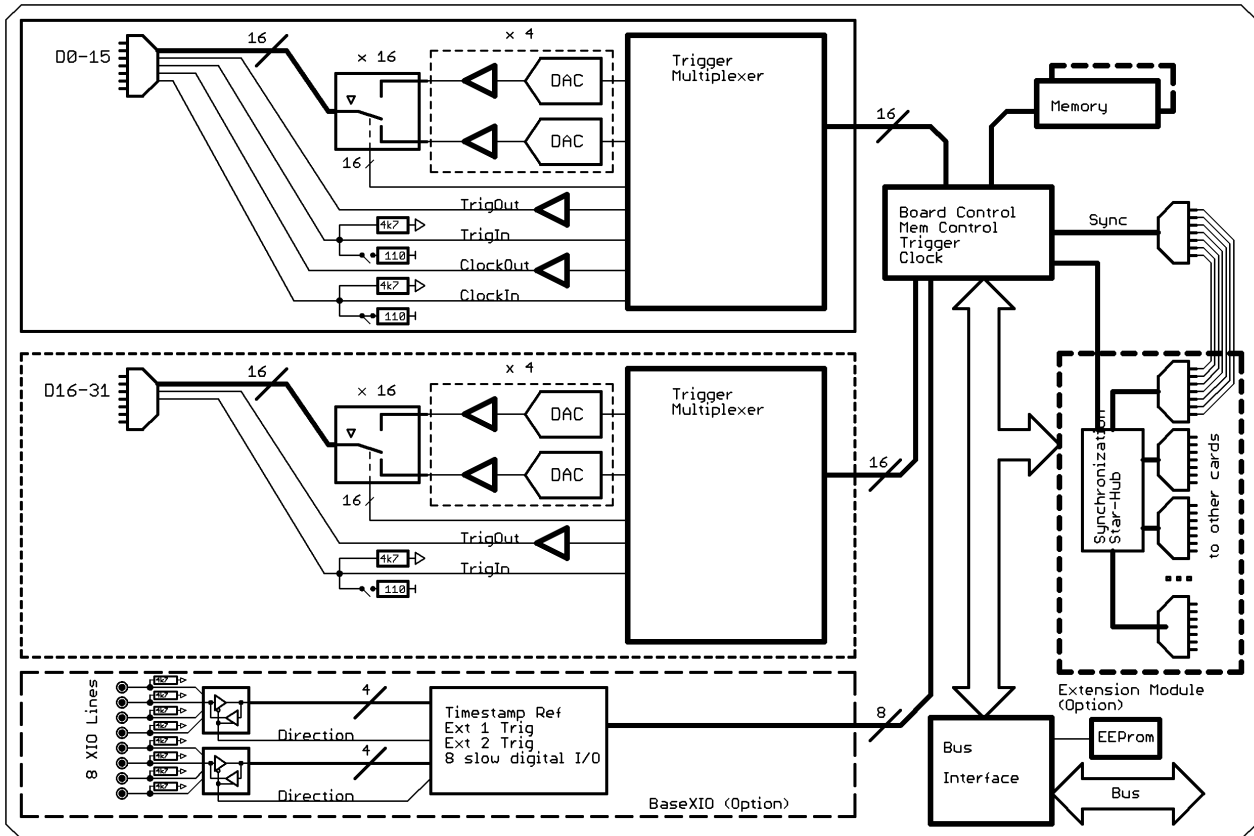 D0-15
16
x 16
x 4
DAC
DAC
16
Trigger
Multiplexer
TrigOut
4k7
TrigIn
110
ClockOut
4k7
ClockIn
110
16
Memory
Board Control
Mem Control
Trigger
Clock
Sync
D16-31
16
x 16
x 4
DAC
DAC
16
Trigger
Multiplexer
TrigOut
4k7
TrigIn
110
16
Synchronization
Star-Hub
to other cards
Extension Module
(Option)
8 XIO Lines
4k7
4k7
4k7
4k7
4k7
4k7
4k7
4k7
4
Direction
4
Direction
Timestamp Ref
Ext 1 Trig
Ext 2 Trig
8 slow digital I/O
8
BaseXIO (Option)
Bus
Interface
EEProm
Bus